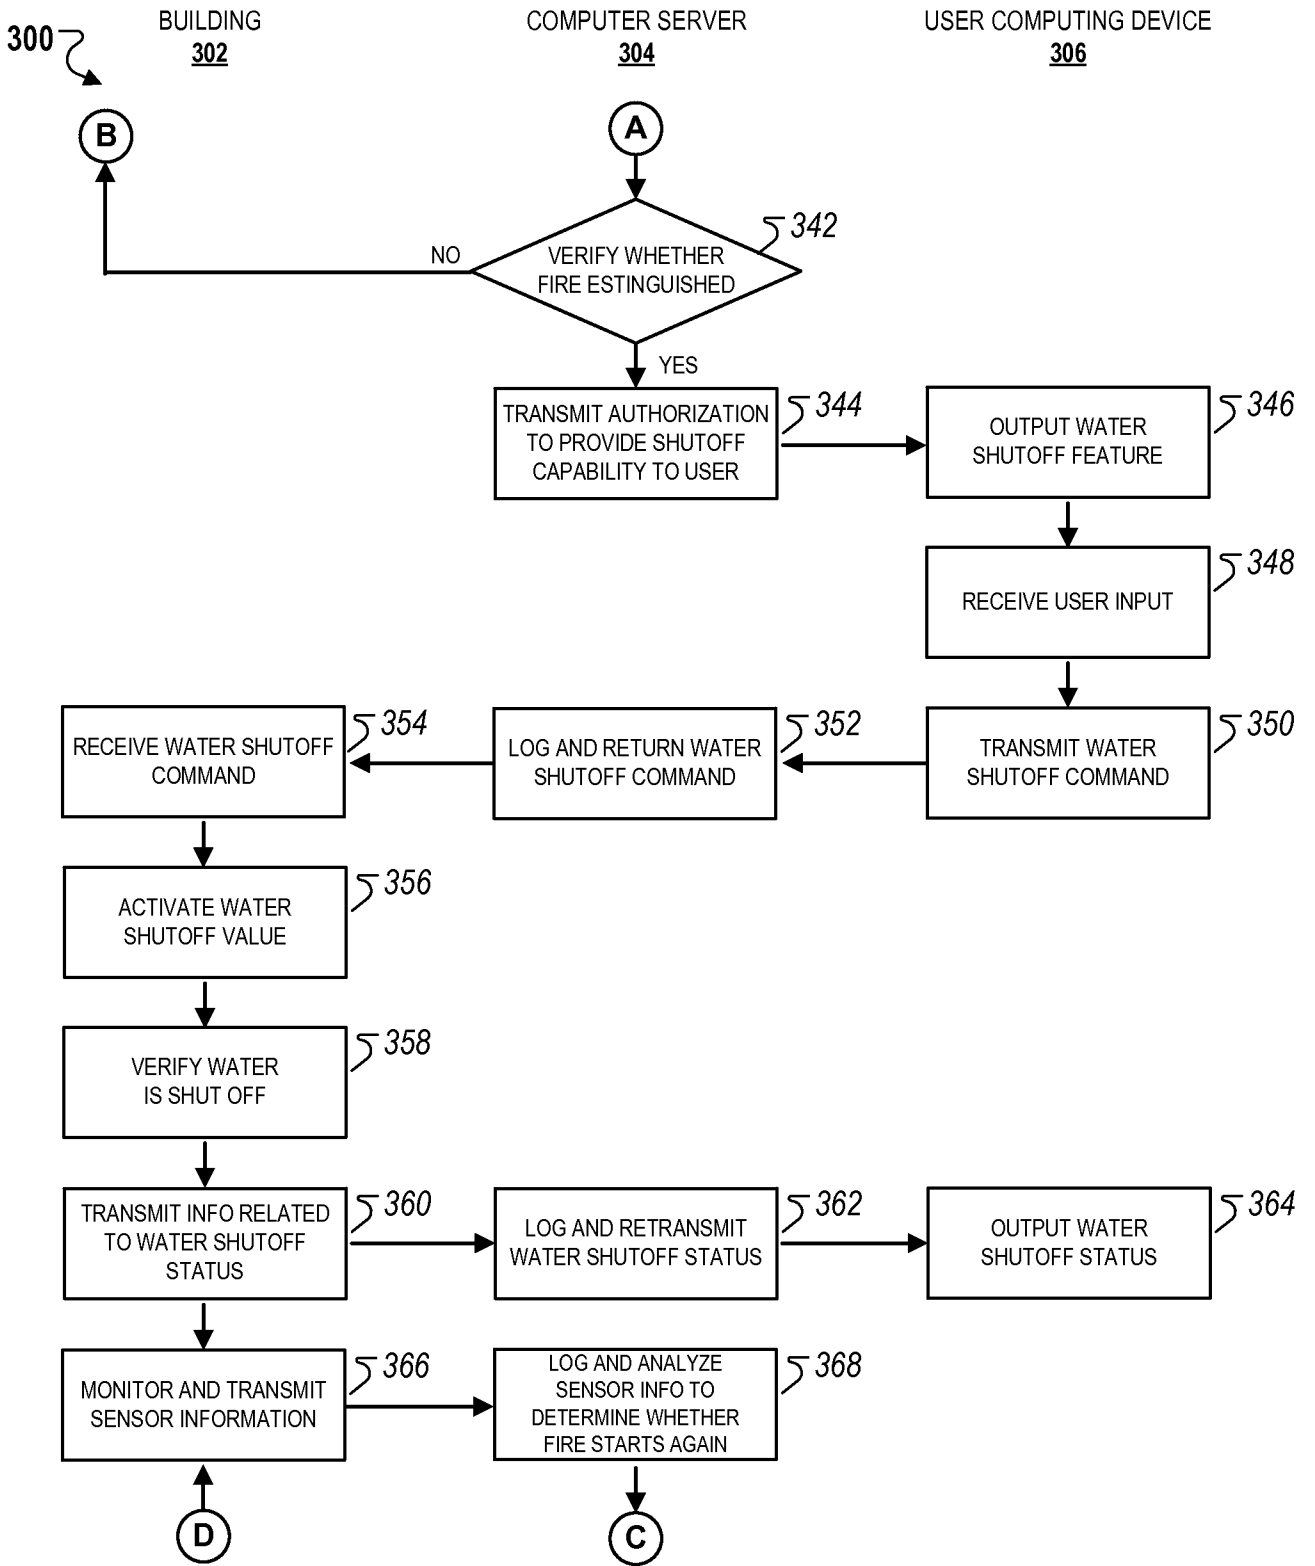 BUILDING
302
COMPUTER SERVER
304
USER COMPUTING DEVICE
306
300
B
A
342
NO
VERIFY WHETHER
FIRE ESTINGUISHED
YES
TRANSMIT AUTHORIZATION
TO PROVIDE SHUTOFF
CAPABILITY TO USER
344
OUTPUT WATER
SHUTOFF FEATURE
346
RECEIVE USER INPUT
348
RECEIVE WATER SHUTOFF
COMMAND
354
LOG AND RETURN WATER
SHUTOFF COMMAND
352
TRANSMIT WATER
SHUTOFF COMMAND
350
ACTIVATE WATER
SHUTOFF VALUE
356
VERIFY WATER
IS SHUT OFF
358
TRANSMIT INFO RELATED
TO WATER SHUTOFF
STATUS
360
LOG AND RETRANSMIT
WATER SHUTOFF STATUS
362
OUTPUT WATER
SHUTOFF STATUS
364
MONITOR AND TRANSMIT
SENSOR INFORMATION
366
LOG AND ANALYZE
SENSOR INFO TO
DETERMINE WHETHER
FIRE STARTS AGAIN
368
D
C